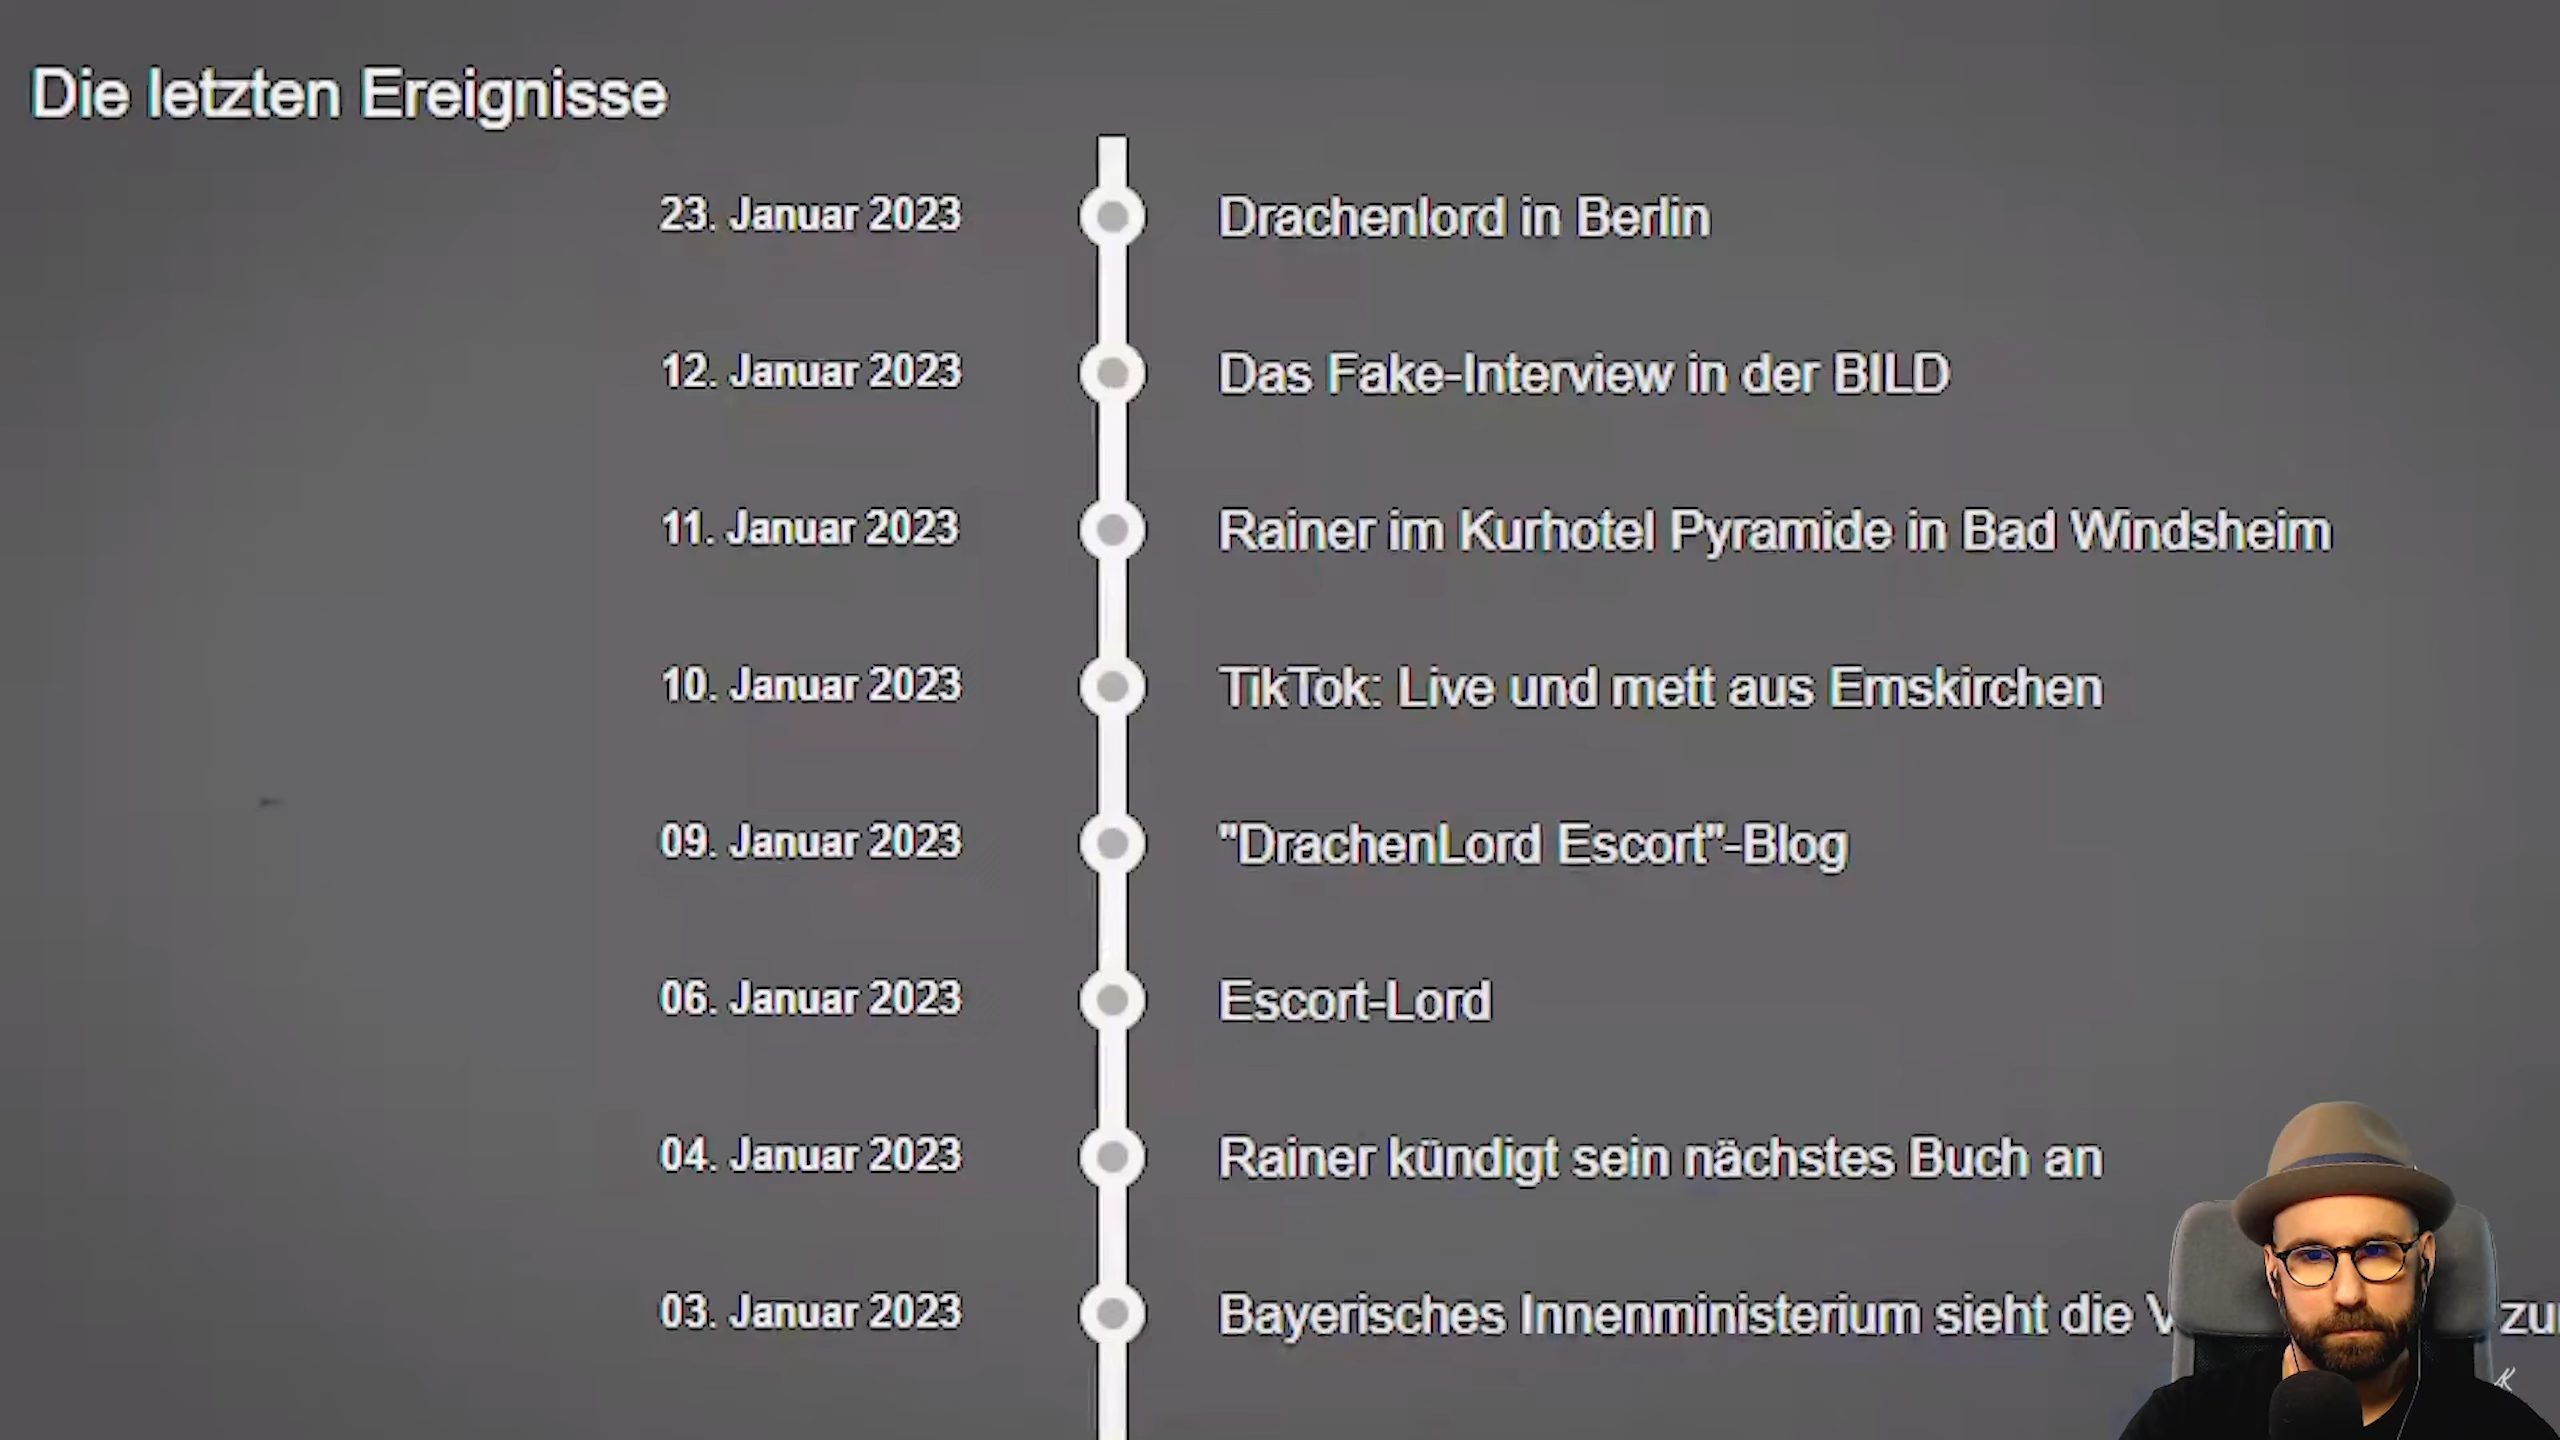 Die letzten Ereignisse
23. Januar 2023 Drachenlord in Berlin
12. Januar 2023 Das Fake-Interview in der BILD
11. Januar 2023 Rainer im Kurhotel Pyramide in Bad Windsheim
10. Januar 2023 TikTok: Live und mett aus Emskirchen
09. Januar 2023 "DrachenLord Escort"-Blog
06. Januar 2023 Escort-Lord
04. Januar 2023 Rainer kündigt sein nächstes Buch an
03. Januar 2023 Bayerisches Innenministerium sieht die